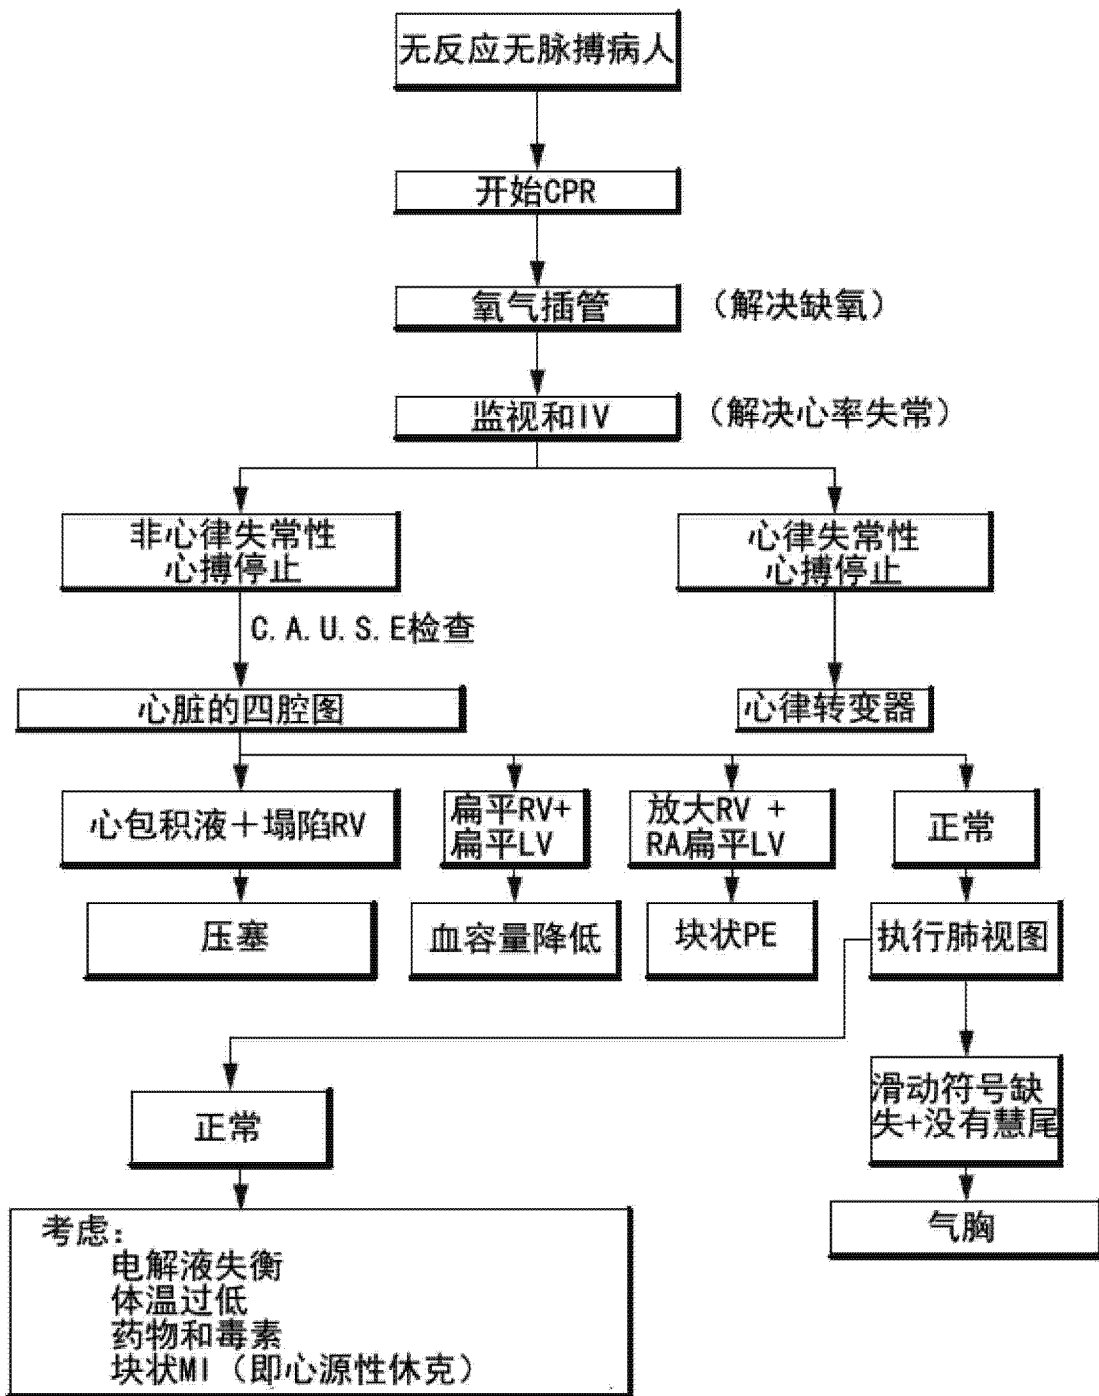 无反应无脉搏病人
开始CPR
氧气插管
(解决缺氧)
监视和IV
(解决心率失常)
非心律失常性
心搏停止
心律失常性
心搏停止
C.A.U.S.E检查
心脏的四腔图
心律转变器
心包积液+塌陷RV
扁平RV+
扁平LV
放大RV +
RA扁平LV
正常
压塞
血容量降低
块状PE
执行肺视图
正常
滑动符号缺
失+没有慧尾
气胸
考虑:
电解液失衡
体温过低
药物和毒素
块状MI(即心源性休克)